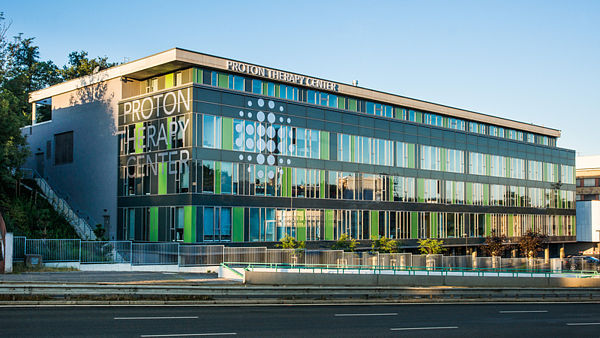 PROTON THERAPY CENTER
PROTON
THERAPY
CENTER